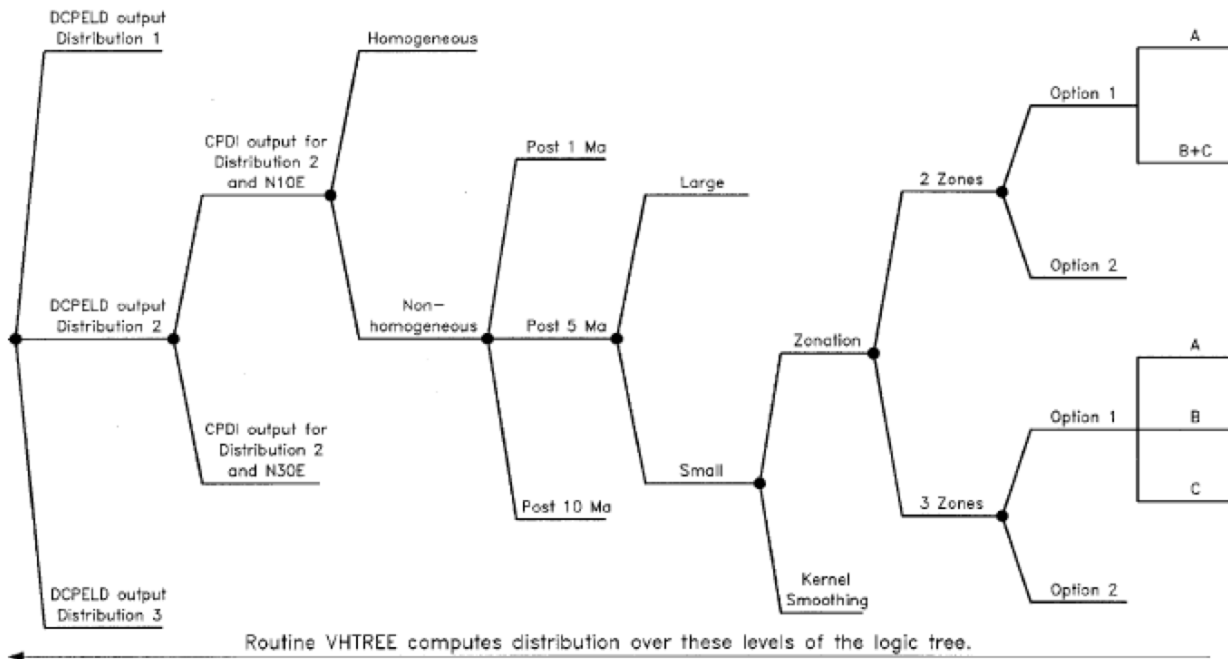 DCPELD output
Distribution 1
Homogeneous
A
Option 1
CPDI output for
Distribution 2
and N10E
Post 1 Ma
B+C
Large
2 Zones
Option 2
DCPELD output
Distribution 2
Non-
homogeneous
Post 5 Ma
Zonation
A
CPDI output for
Distribution 2
and N30E
Option 1
B
Small
C
Post 10 Ma
3 Zones
DCPELD output
Distribution 3
Kernel
Smoothing
Option 2
Routine VHTREE computes distribution over these levels of the logic tree.